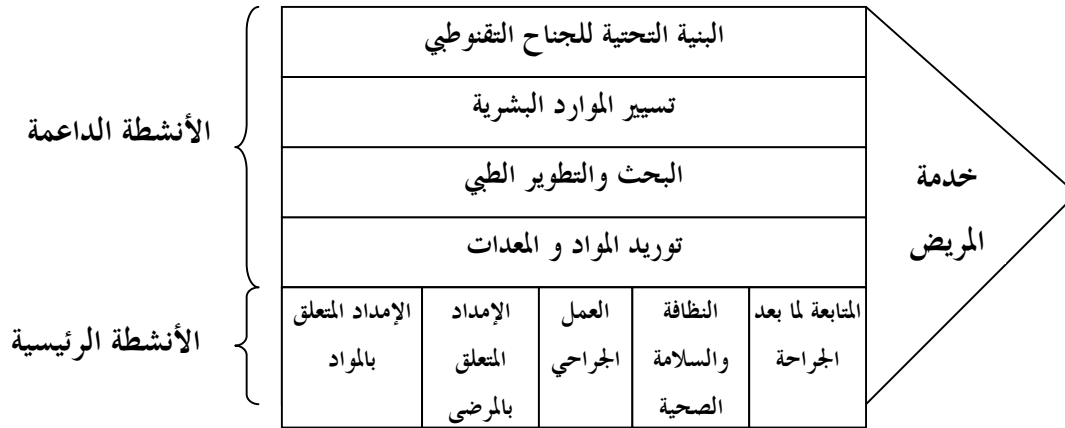 البنية التحتية للجناح التقنوطبي
تسيير الموارد البشرية
البحث والتطوير الطبي
توريد المواد و المعدات
الأنشطة الداعمة
خدمة
المريض
المتابعة لما بعد
الجراحة
النظافة
والسلامة
الصحية
العمل
الجراحي
الإمداد
المتعلق
بالمرضى
الإمداد المتعلق
بالمواد
الأنشطة الرئيسية